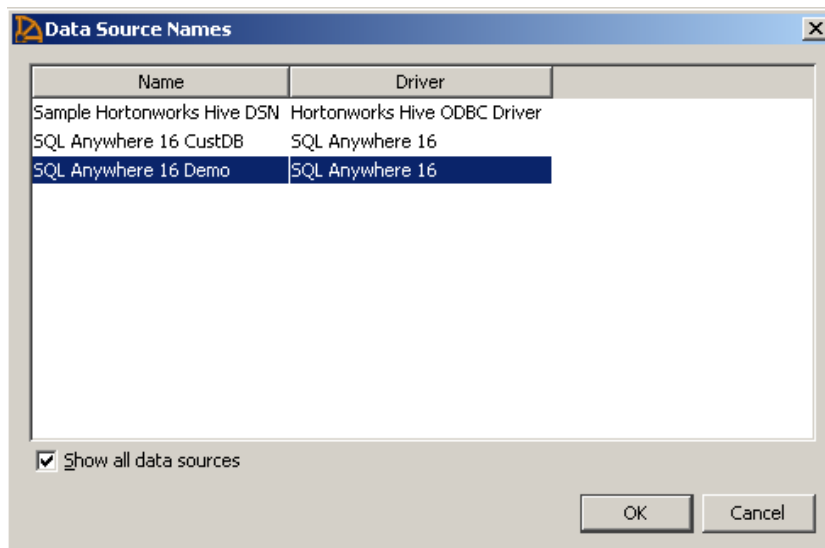 Data Source Names
Name Driver
Sample Hortonworks Hive DSN Hortonworks Hive ODBC Driver
SQL Anywhere 16 CustDB SQL Anywhere 16
SQL Anywhere 16 Demo SQL Anywhere 16
Show all data sources
OK Cancel